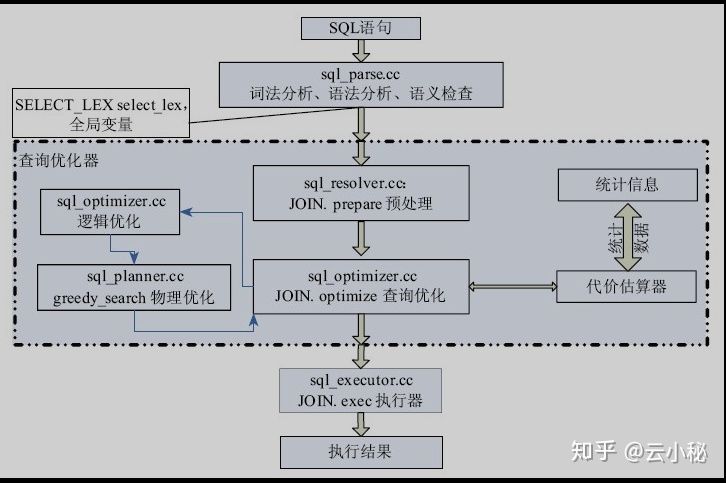 SQL语句
sql_parse.cc
词法分析、语法分析、语义检查
SELECT_LEX select_lex,
全局变量
查询优化器
sql_resolver.cc:
JOIN. prepare 预处理
统计信息
sql_optimizer.cc
逻辑优化
统计
数据
sql_planner.cc
greedy_search 物理优化
sql_optimizer.cc
JOIN. optimize 查询优化
代价估算器
sql_executor.cc
JOIN. exec 执行器
执行结果
知乎 @云小秘